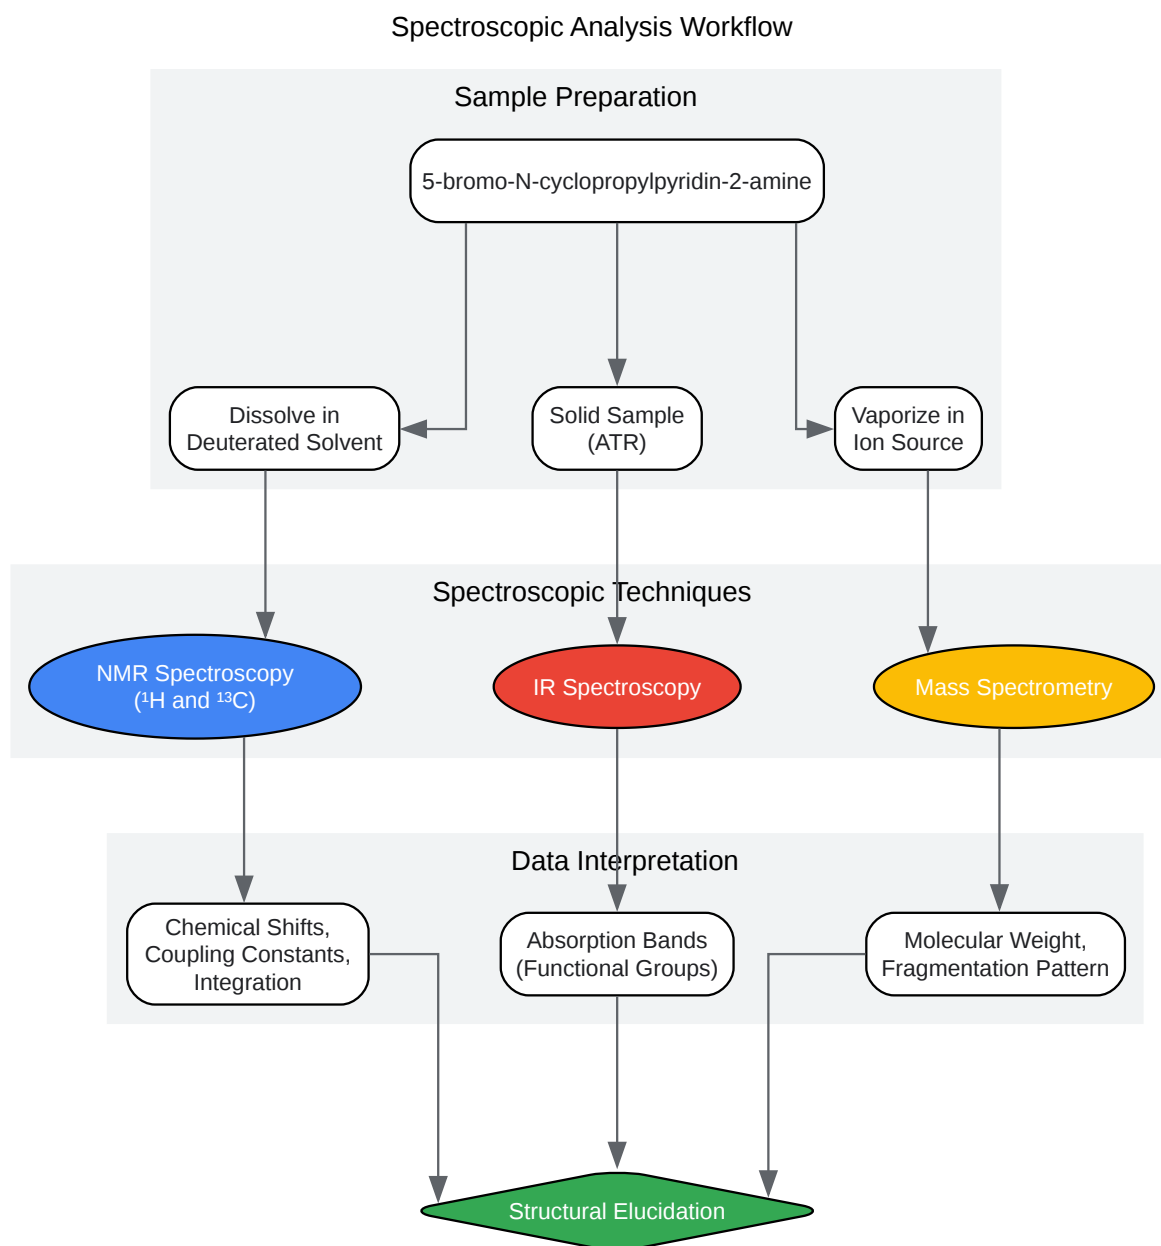 Spectroscopic Analysis Workflow
Sample Preparation
5-bromo-N-cyclopropylpyridin-2-amine
Dissolve in
Deuterated Solvent
Solid Sample
(ATR)
Vaporize in
Ion Source
Spectroscopic Techniques
NMR Spectroscopy
(¹H and ¹³C)
IR Spectroscopy
Mass Spectrometry
Data Interpretation
Chemical Shifts,
Coupling Constants,
Integration
Absorption Bands
(Functional Groups)
Molecular Weight,
Fragmentation Pattern
Structural Elucidation